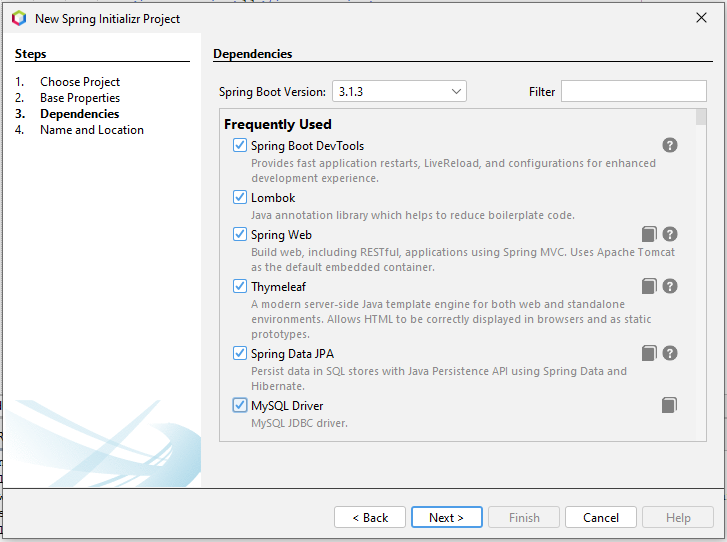 New Spring Initializr Project
Steps
1. Choose Project
2. Base Properties
3. Dependencies
4. Name and Location
Dependencies
Spring Boot Version: 3.1.3 Filter
Frequently Used
Spring Boot DevTools
Provides fast application restarts, LiveReload, and configurations for enhanced
development experience.
Lombok
Java annotation library which helps to reduce boilerplate code.
Spring Web
Build web, including RESTful, applications using Spring MVC. Uses Apache Tomcat
as the default embedded container.
Thymeleaf
A modern server-side Java template engine for both web and standalone
environments. Allows HTML to be correctly displayed in browsers and as static
prototypes.
Spring Data JPA
Persist data in SQL stores with Java Persistence API using Spring Data and
Hibernate.
MySQL Driver
MySQL JDBC driver.
< Back Next > Finish Cancel Help